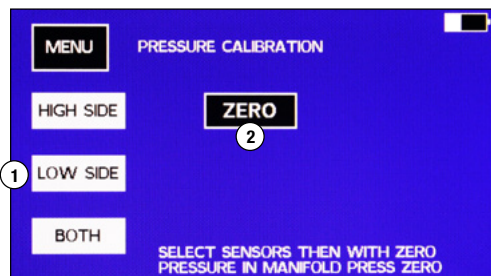 MENU
PRESSURE CALIBRATION
HIGH SIDE
ZERO
2
1
LOW SIDE
BOTH
SELECT SENSORS THEN WITH ZERO
PRESSURE IN MANIFOLD PRESS ZERO